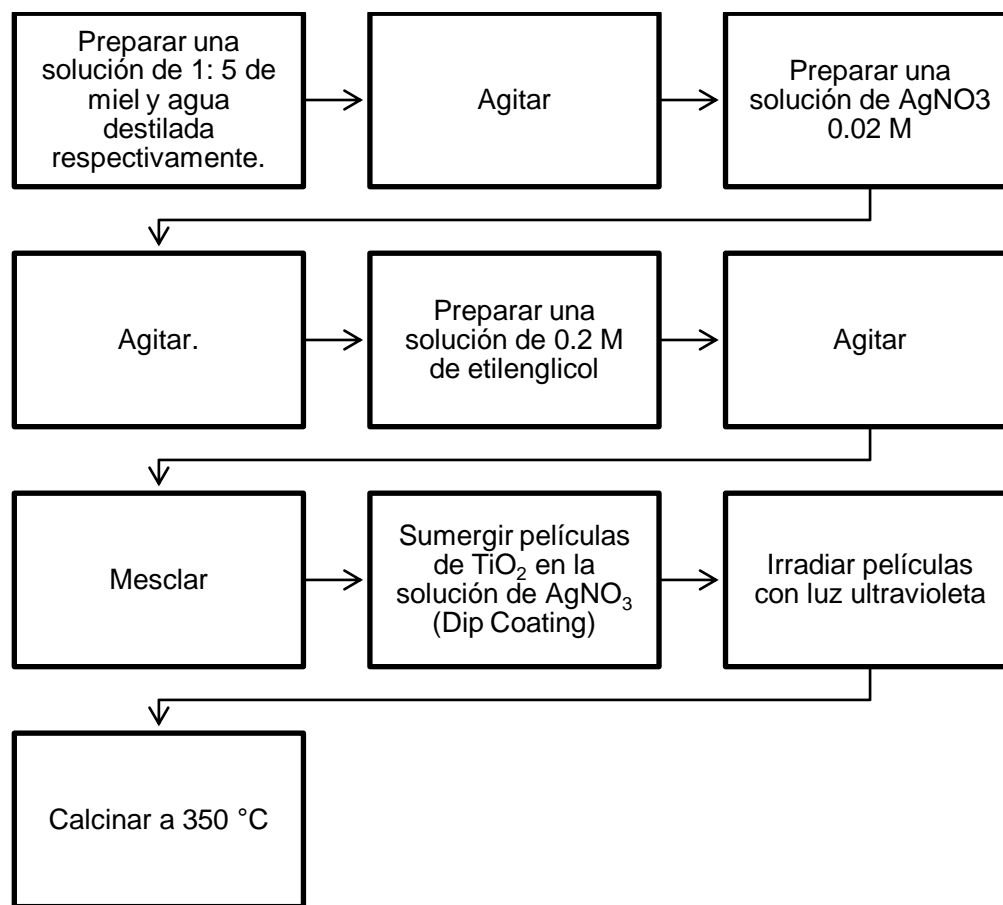 Preparar una
solución de 1: 5 de
miel y agua
destilada
respectivamente.
Agitar
Preparar una
solución de AgNO3
0.02 M
Agitar.
Preparar una
solución de 0.2 M
de etilenglicol
Agitar
Mesclar
Sumergir películas
de TiO₂ en la
solución de AgNO₃
(Dip Coating)
Irradiar películas
con luz ultravioleta
Calcinar a 350 °C